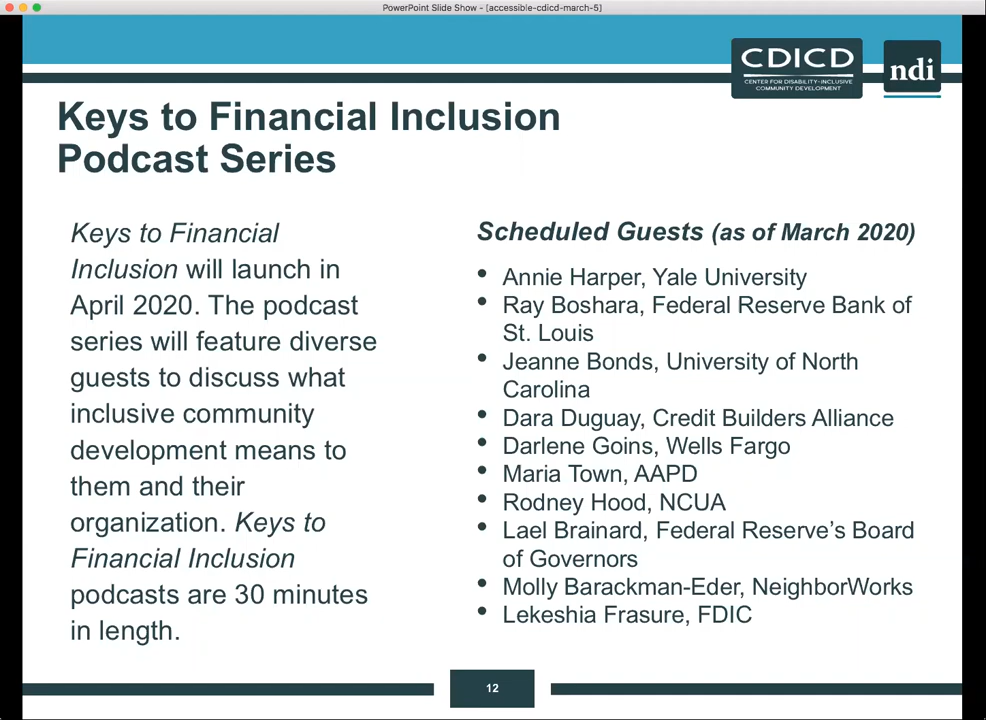 PowerPoint Slide Show - [accessible-cdicd-march-5]
CDICD
CENTER FOR DISABILITY-INCLUSIVE
COMMUNITY DEVELOPMENT
ndi
Keys to Financial Inclusion
Podcast Series
Keys to Financial
Inclusion will launch in
April 2020. The podcast
series will feature diverse
guests to discuss what
inclusive community
development means to
them and their
organization. Keys to
Financial Inclusion
podcasts are 30 minutes
in length.
Scheduled Guests (as of March 2020)
• Annie Harper, Yale University
• Ray Boshara, Federal Reserve Bank of
St. Louis
• Jeanne Bonds, University of North
Carolina
• Dara Duguay, Credit Builders Alliance
• Darlene Goins, Wells Fargo
• Maria Town, AAPD
• Rodney Hood, NCUA
• Lael Brainard, Federal Reserve’s Board
of Governors
• Molly Barackman-Eder, NeighborWorks
• Lekeshia Frasure, FDIC
12